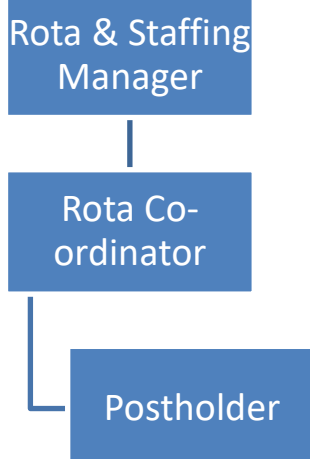 Rota & Staffing
Manager
Rota Co-
ordinator
Postholder